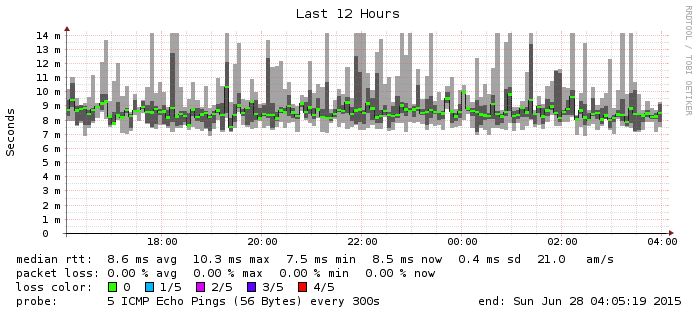 Last 12 Hours
RRDTOOL / TOBI OETIKER
Seconds
14 m
13 m
12 m
11 m
10 m
9 m
8 m
7 m
6 m
5 m
4 m
3 m
2 m
1 m
0
18:00 20:00 22:00 00:00 02:00 04:00
median rtt: 8.6 ms avg 10.3 ms max 7.5 ms min 8.5 ms now 0.4 ms sd 21.0 am/s
packet loss: 0.00 % avg 0.00 % max 0.00 % min 0.00 % now
loss color: 0 1/5 2/5 3/5 4/5
probe: 5 ICMP Echo Pings (56 Bytes) every 300s end: Sun Jun 28 04:05:19 2015